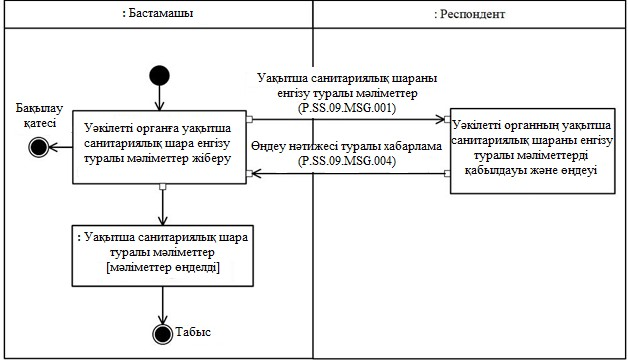 : Бастамашы
: Респондент
Уақытша санитариялық шараны
енгізу туралы мәліметтер
(P.SS.09.MSG.001)
Бақылау
қатесі
Уәкілетті органға уақытша
санитариялық шара енгізу
туралы мәліметтер жіберу
Өңдеу нәтижесі туралы хабарлама
(P.SS.09.MSG.004)
Уәкілетті органның уақытша
санитариялық шараны енгізу
туралы мәліметтерді
қабылдауы және өңдеуі
: Уақытша санитариялық шара
туралы мәліметтер
[мәліметтер өңделді]
Табыс